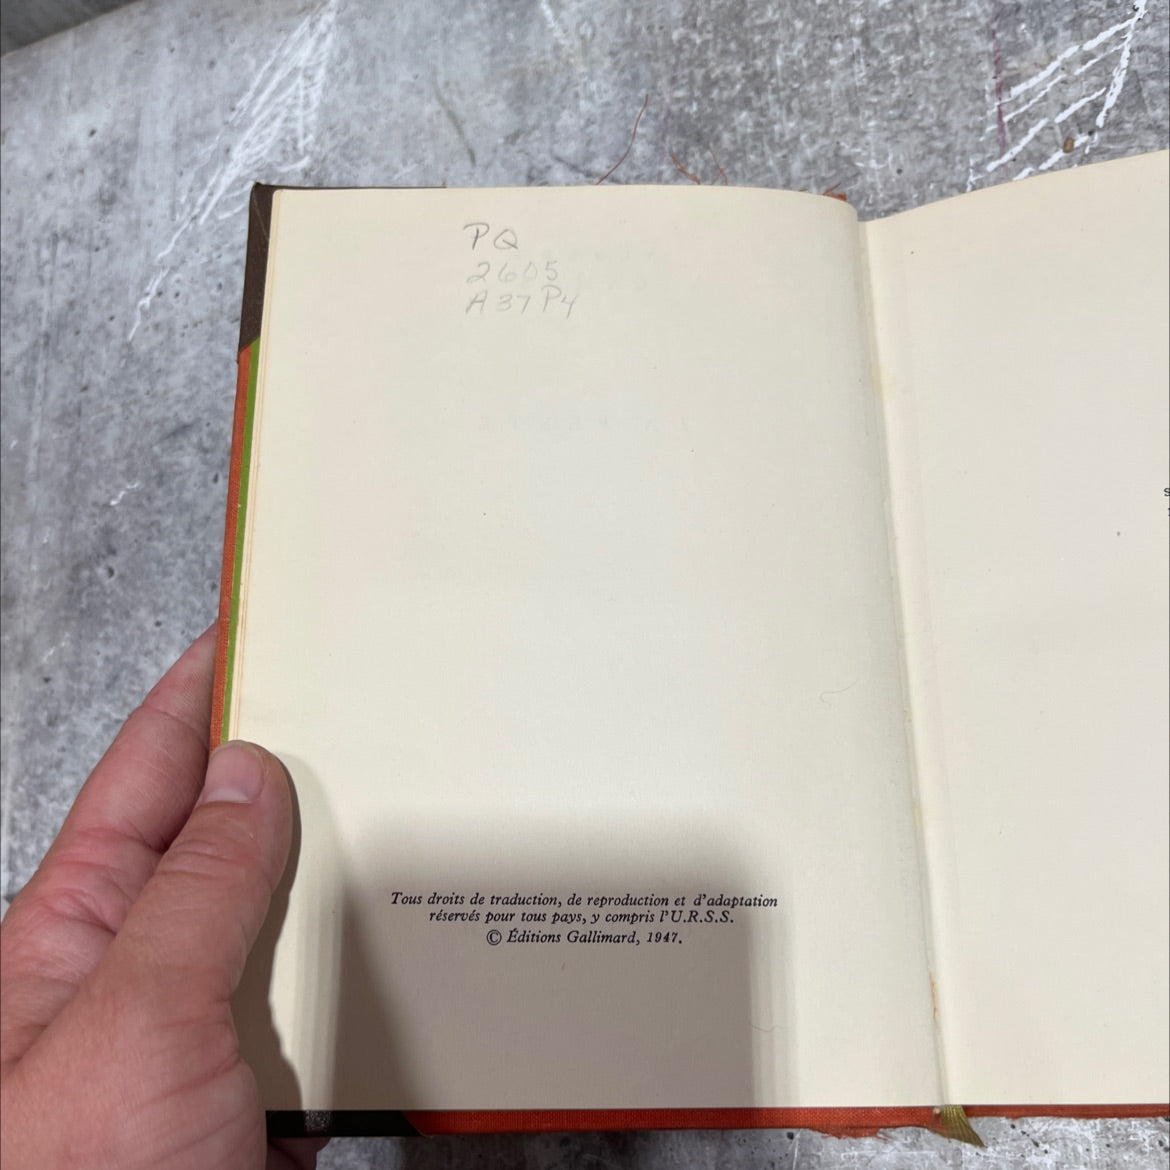 PQ
2605
A37P4
Tous droits de traduction, de reproduction et d'adaptation
réservés pour tous pays, y compris l'U.R.S.S.
© Éditions Gallimard, 1947.